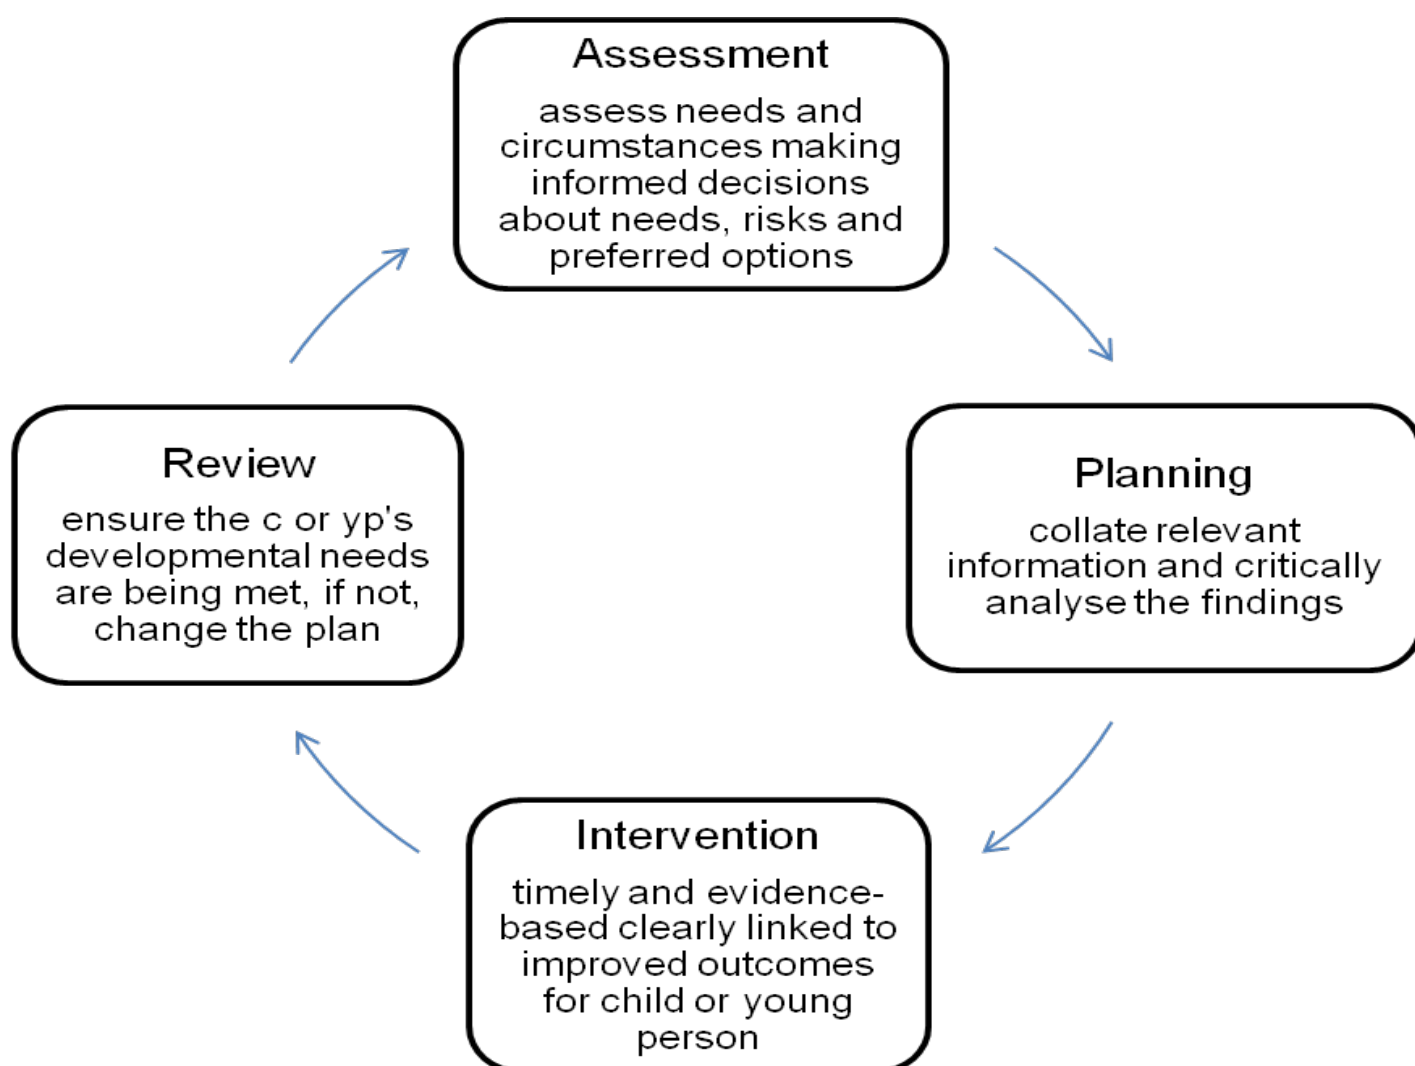 Assessment
assess needs and
circumstances making
informed decisions
about needs, risks and
preferred options
Planning
collate relevant
information and critically
analyse the findings
Intervention
timely and evidence-
based clearly linked to
improved outcomes
for child or young
person
Review
ensure the c or yp's
developmental needs
are being met, if not,
change the plan